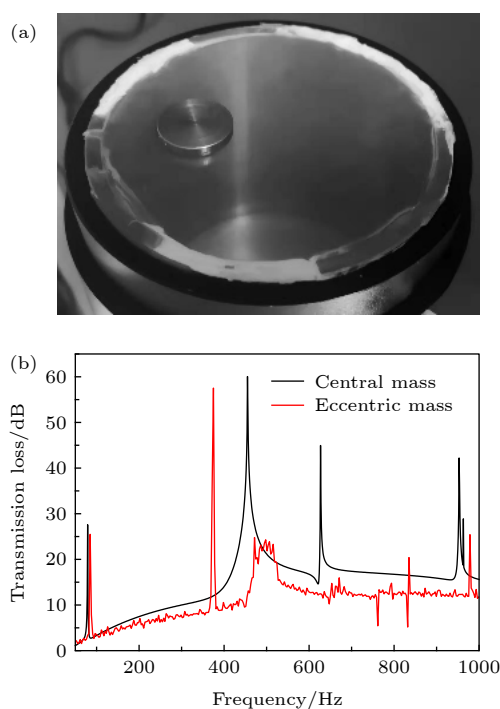 (a)
(b)
Transmission loss/dB
60
50
40
30
20
10
0
Central mass
Eccentric mass
200
400
600
800
1000
Frequency/Hz